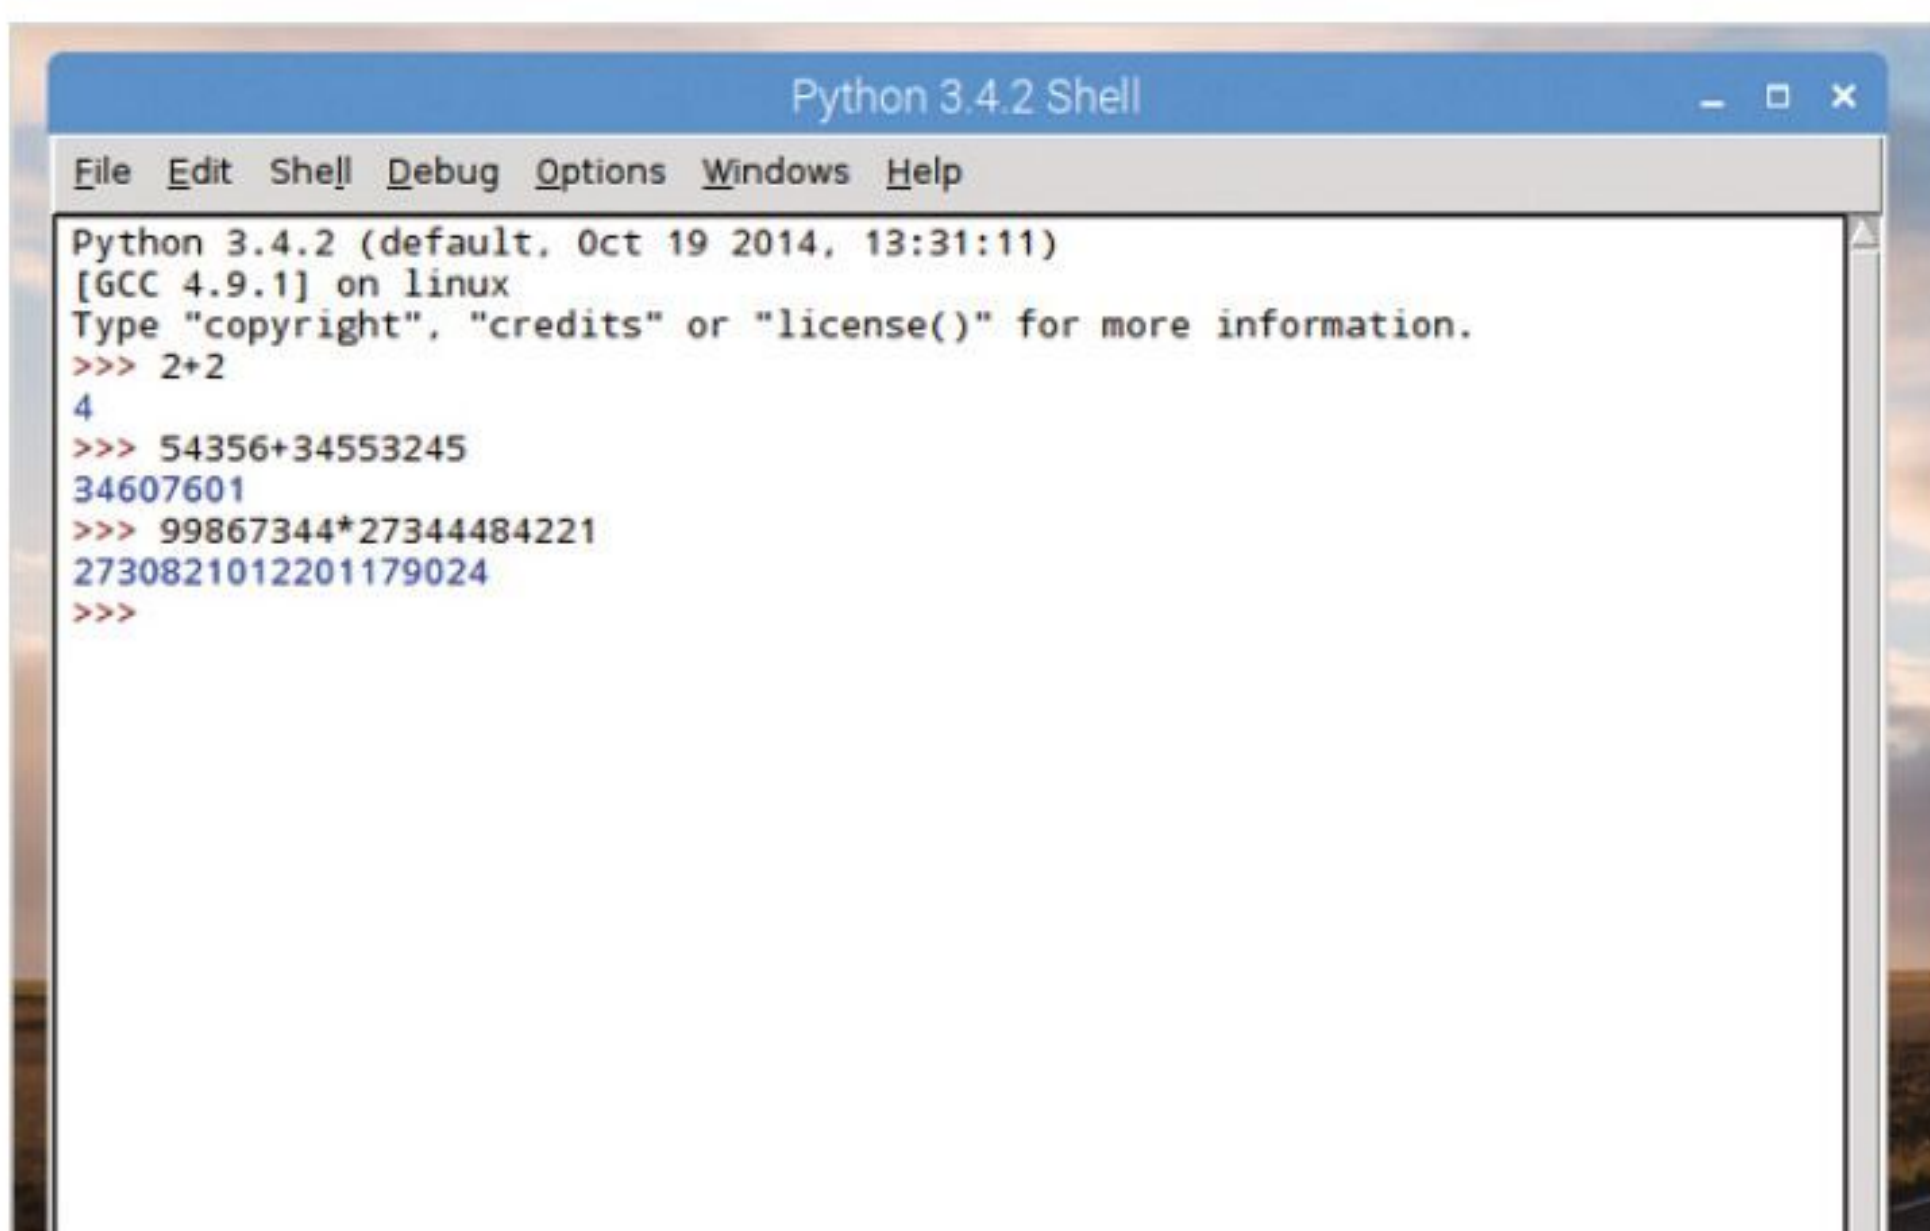 Python 3.4.2 Shell
File Edit Shell Debug Options Windows Help
Python 3.4.2 (default, Oct 19 2014, 13:31:11)
[GCC 4.9.1] on linux
Type "copyright", "credits" or "license()" for more information.
>>> 2+2
4
>>> 54356+34553245
34607601
>>> 99867344*27344484221
2730821012201179024
>>>